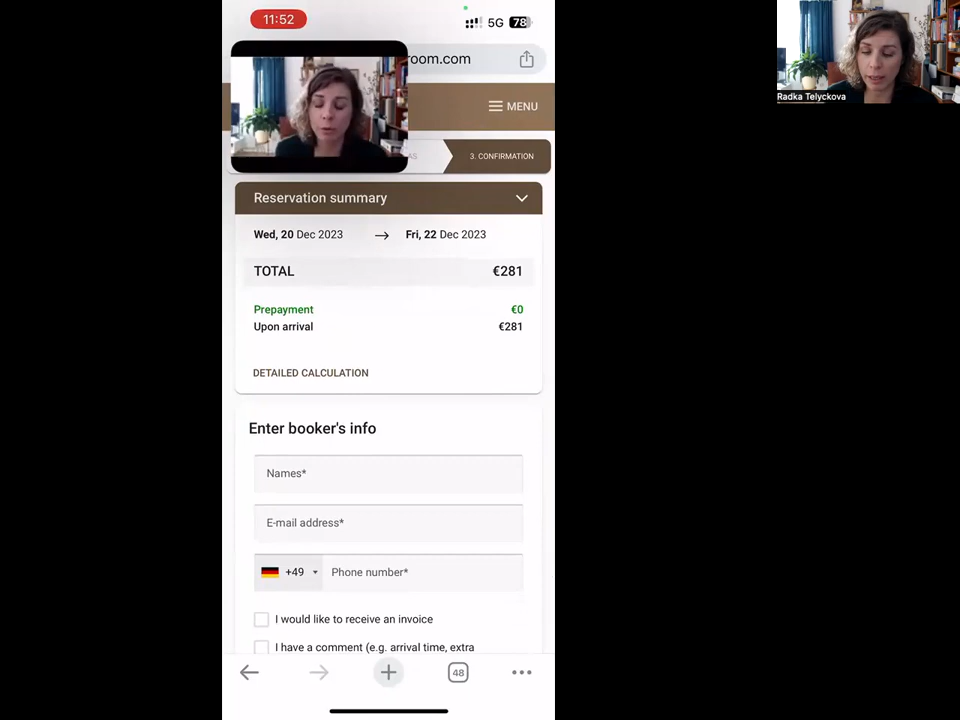 11:52
5G 78
room.com
MENU
AS
3. CONFIRMATION
Reservation summary
Wed, 20 Dec 2023 → Fri, 22 Dec 2023
TOTAL €281
Prepayment €0
Upon arrival €281
DETAILED CALCULATION
Enter booker's info
Names*
E-mail address*
+49 Phone number*
I would like to receive an invoice
I have a comment (e.g. arrival time, extra
48
Radka Telyckova